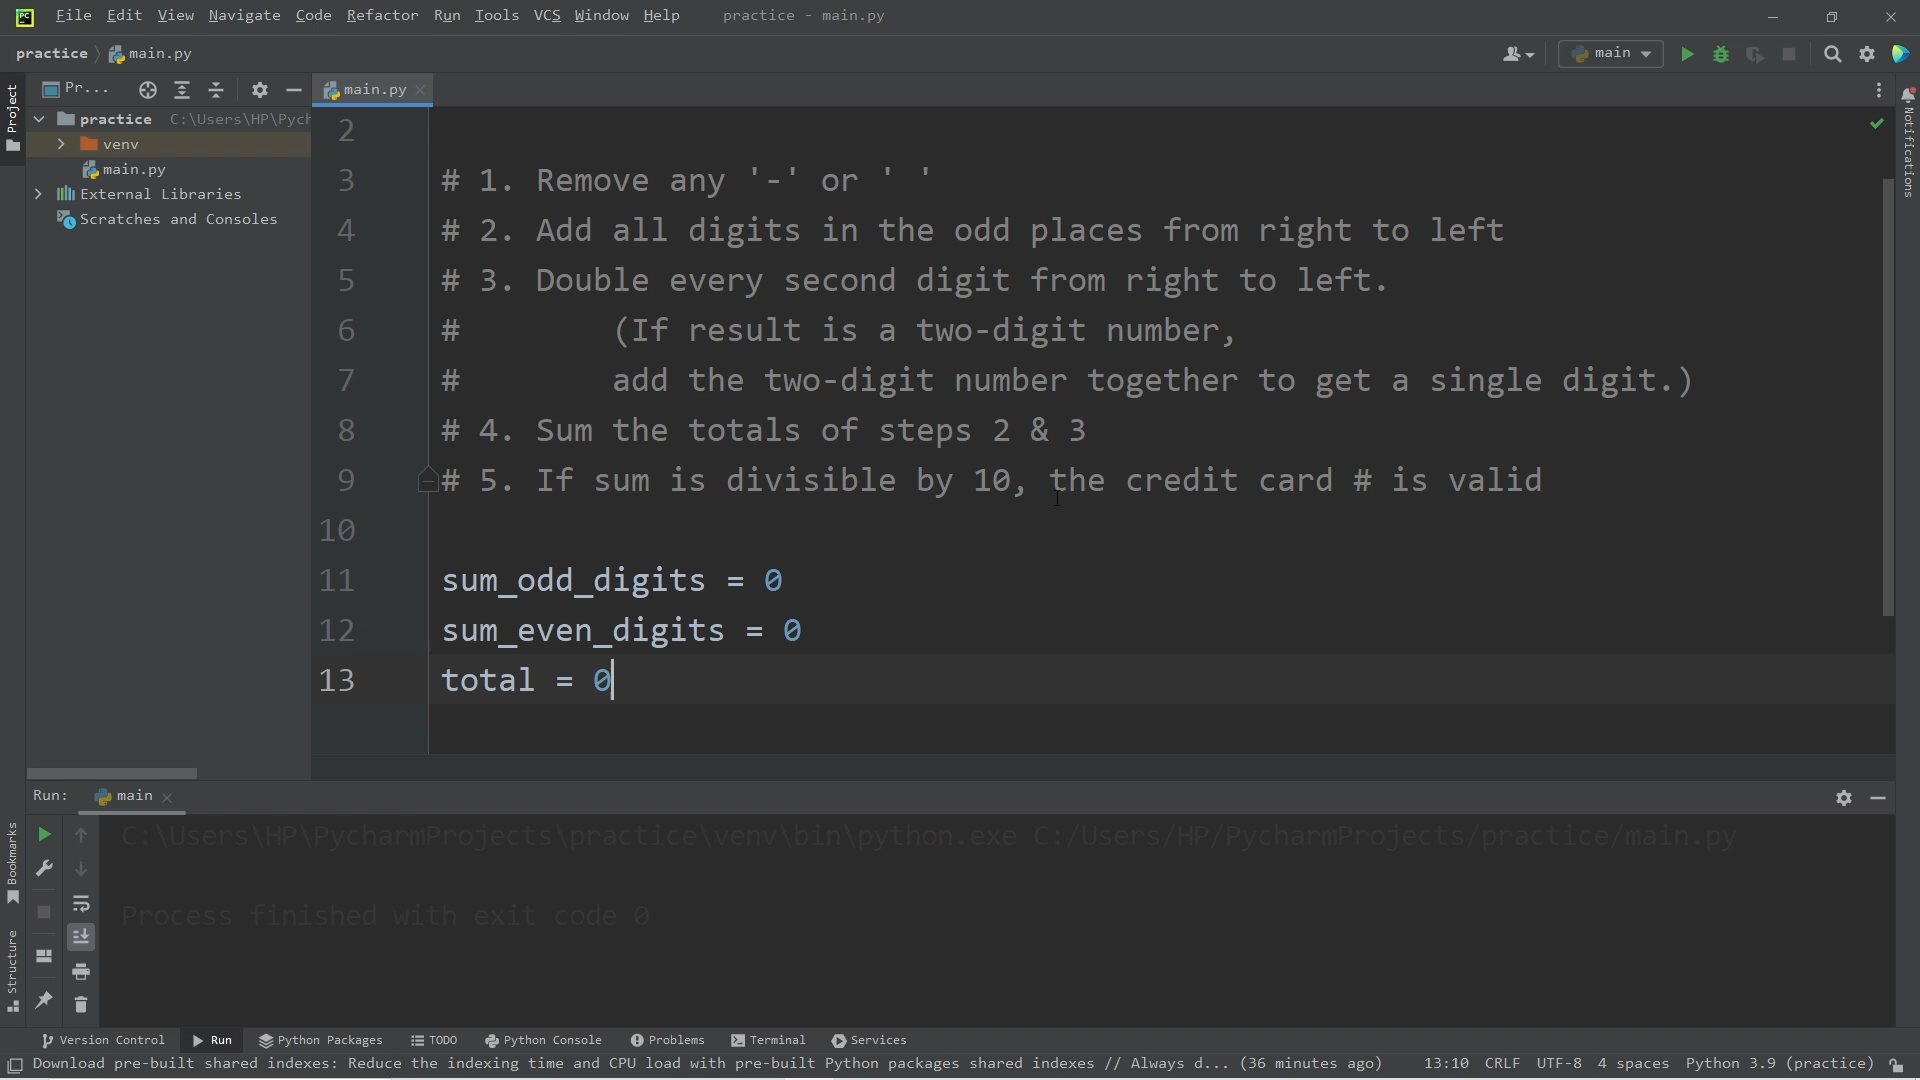 PC File Edit View Navigate Code Refactor Run Tools VCS Window Help practice - main.py
practice main.py main
Project Pr... main.py
practice C:\Users\HP\Pych
venv
main.py
External Libraries
Scratches and Consoles
Notifications
2
3 # 1. Remove any '-' or ' '
4 # 2. Add all digits in the odd places from right to left
5 # 3. Double every second digit from right to left.
6 #        (If result is a two-digit number,
7 #        add the two-digit number together to get a single digit.)
8 # 4. Sum the totals of steps 2 & 3
9 # 5. If sum is divisible by 10, the credit card # is valid
10
11 sum_odd_digits = 0
12 sum_even_digits = 0
13 total = 0
Run: main
C:\Users\HP\PycharmProjects\practice\venv\bin\python.exe C:/Users/HP/PycharmProjects/practice/main.py
Process finished with exit code 0
Bookmarks
Structure
Version Control Run Python Packages TODO Python Console Problems Terminal Services
Download pre-built shared indexes: Reduce the indexing time and CPU load with pre-built Python packages shared indexes // Always d... (36 minutes ago) 13:10 CRLF UTF-8 4 spaces Python 3.9 (practice)